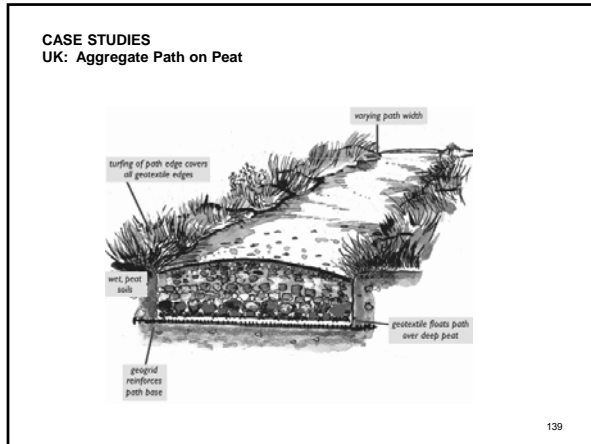 CASE STUDIES
UK:  Aggregate Path on Peat
varying path width
turfing of path edge covers
all geotextile edges
wet, peat
soils
geotextile floats path
over deep peat
geogrid
reinforces
path base
139